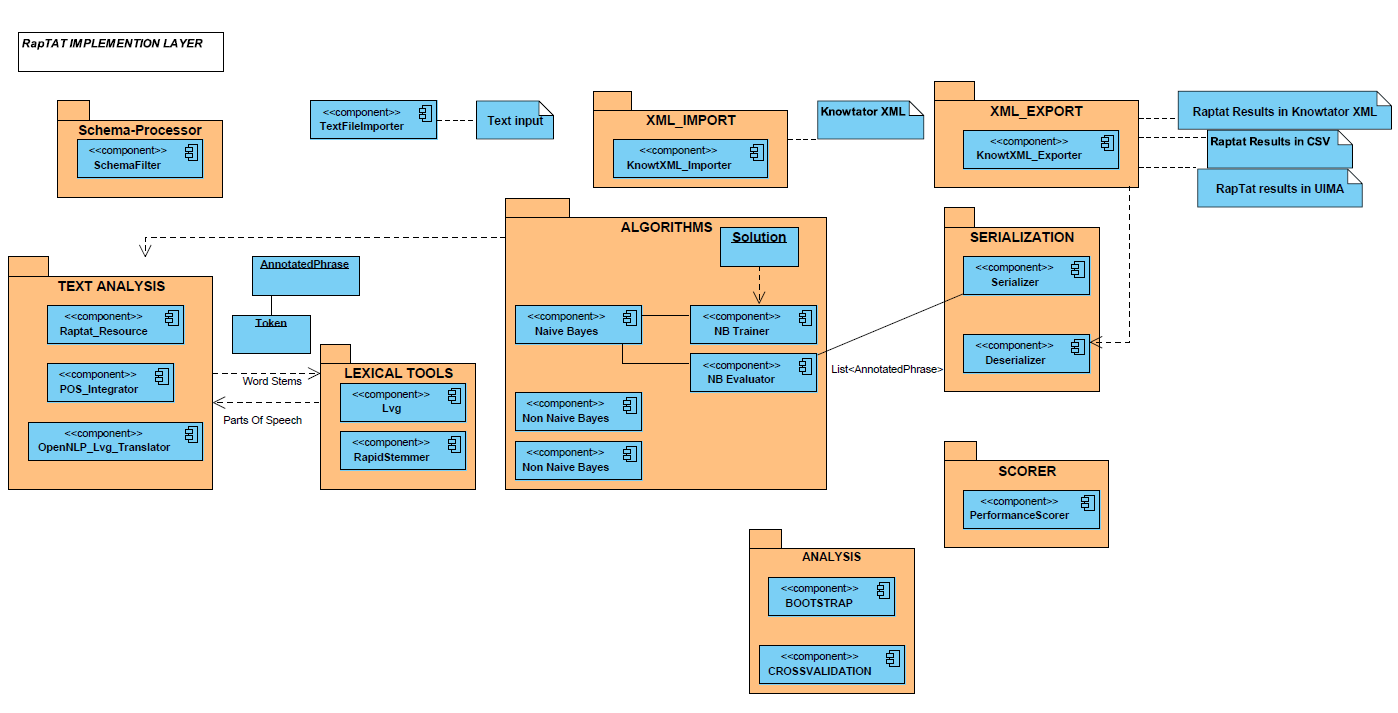 RapTAT IMPLEMENTION LAYER
Schema-Processor
<<component>>
SchemaFilter
<<component>>
TextFileImporter
Text input
XML_IMPORT
<<component>>
KnowtXML_Importer
Knowtator XML
XML_EXPORT
<<component>>
KnowtXML_Exporter
Raptat Results in Knowtator XML
Raptat Results in CSV
RapTat results in UIMA
TEXT ANALYSIS
<<component>>
Raptat_Resource
<<component>>
POS_Integrator
<<component>>
OpenNLP_Lvg_Translator
AnnotatedPhrase
Token
Word Stems
Parts Of Speech
LEXICAL TOOLS
<<component>>
Lvg
<<component>>
RapidStemmer
ALGORITHMS
Solution
<<component>>
Naive Bayes
<<component>>
NB Trainer
<<component>>
NB Evaluator
<<component>>
Non Naive Bayes
<<component>>
Non Naive Bayes
List<AnnotatedPhrase>
SERIALIZATION
<<component>>
Serializer
<<component>>
Deserializer
SCORER
<<component>>
PerformanceScorer
ANALYSIS
<<component>>
BOOTSTRAP
<<component>>
CROSSVALIDATION